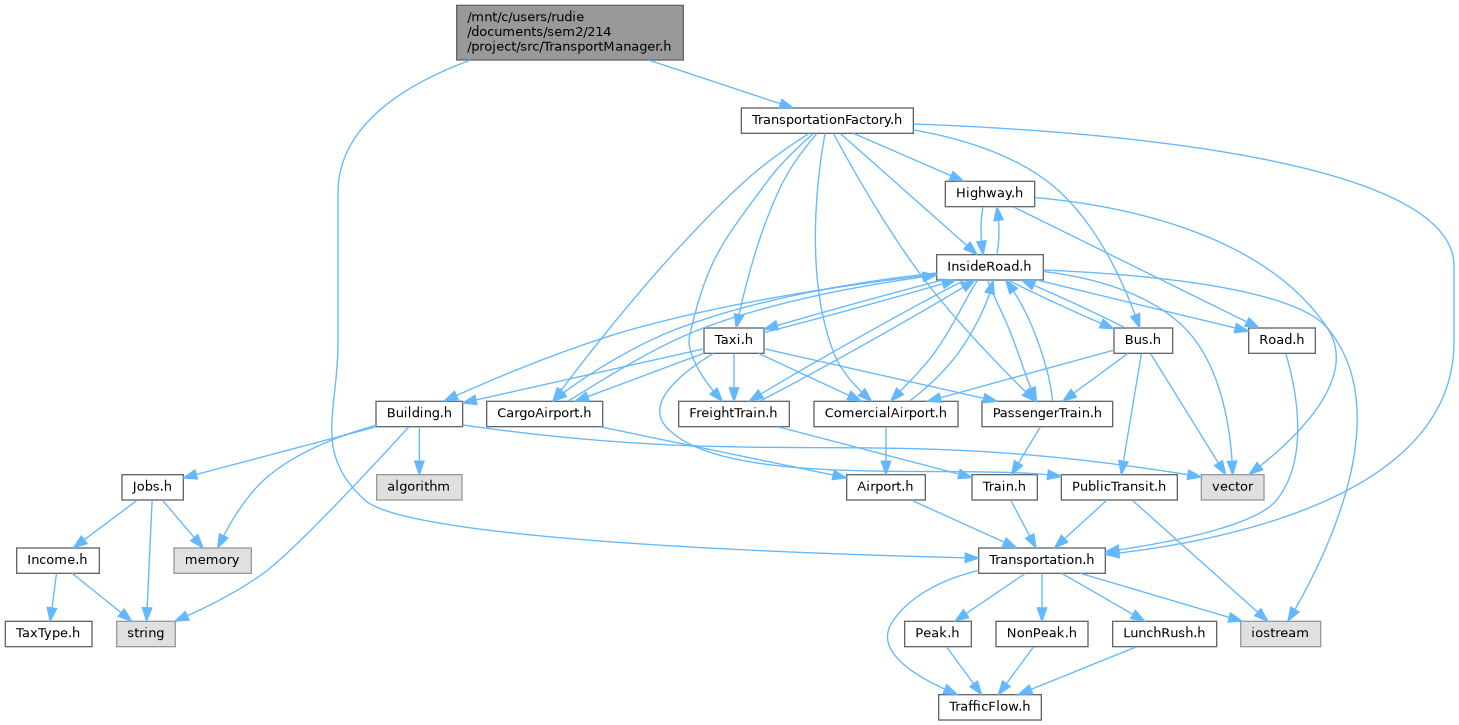 /mnt/c/users/rudie
/documents/sem2/214
/project/src/TransportManager.h
TransportationFactory.h
Highway.h
InsideRoad.h
Taxi.h
Bus.h
Road.h
Building.h
CargoAirport.h
FreightTrain.h
ComercialAirport.h
PassengerTrain.h
Jobs.h
algorithm
Airport.h
Train.h
PublicTransit.h
vector
Income.h
memory
Transportation.h
TaxType.h
string
Peak.h
NonPeak.h
LunchRush.h
iostream
TrafficFlow.h